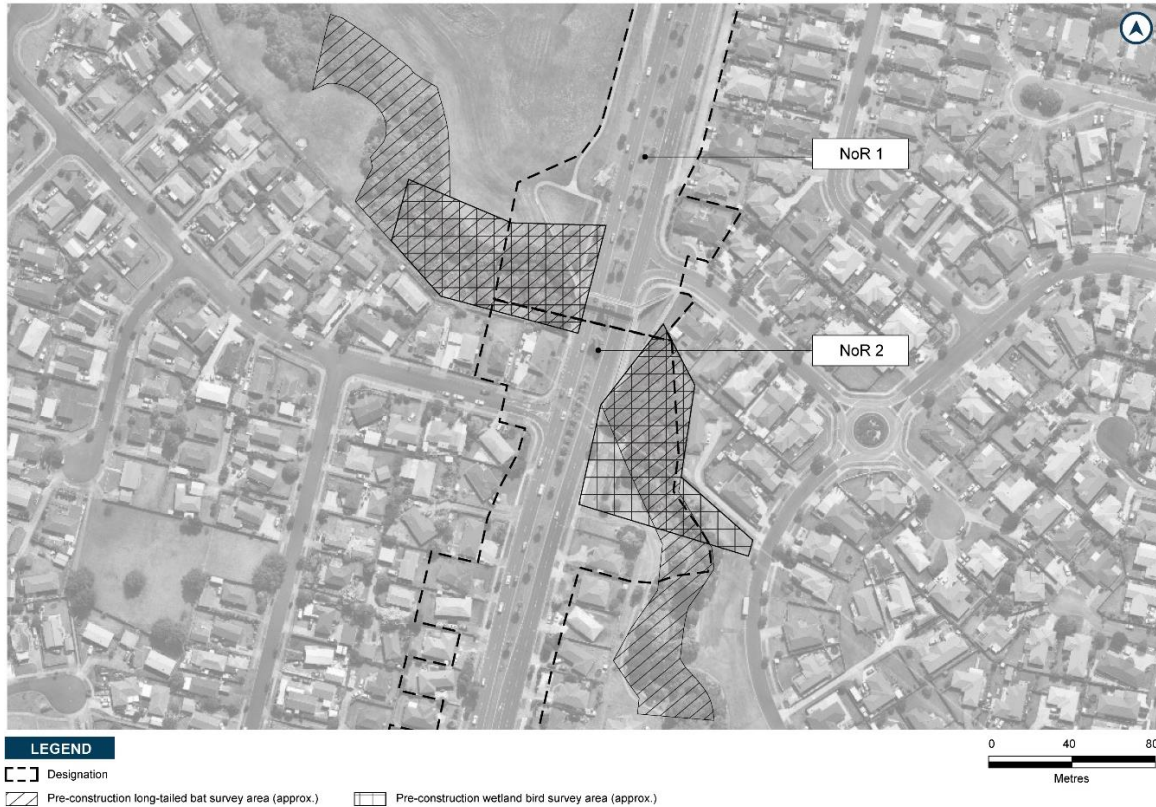 NoR 1
NoR 2
LEGEND
Designation
Pre-construction long-tailed bat survey area (approx.) Pre-construction wetland bird survey area (approx.)
0 40 80
Metres